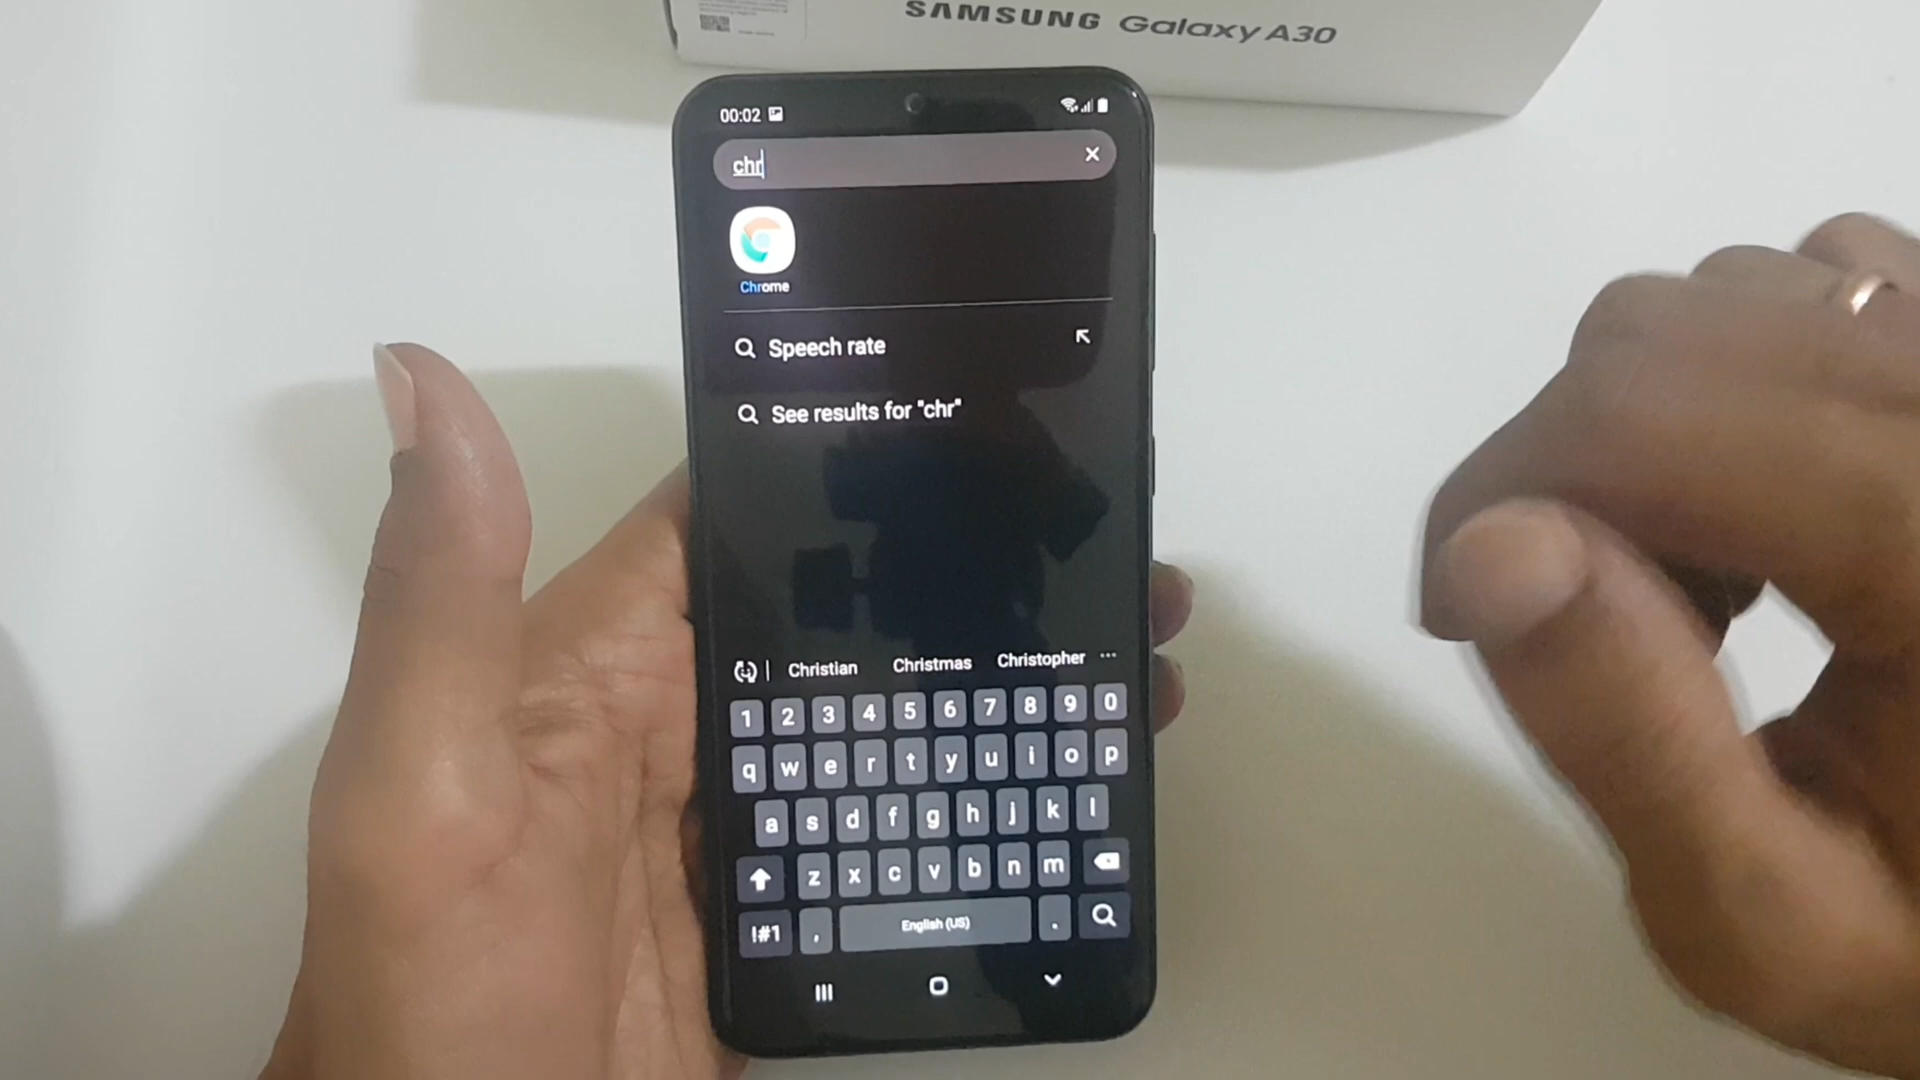 SAMSUNG Galaxy A30
00:02
chr
Chrome
Speech rate
See results for "chr"
Christian Christmas Christopher
1 2 3 4 5 6 7 8 9 0
q w e r t y u i o p
a s d f g h j k l
z x c v b n m
!#1 , English (US) .